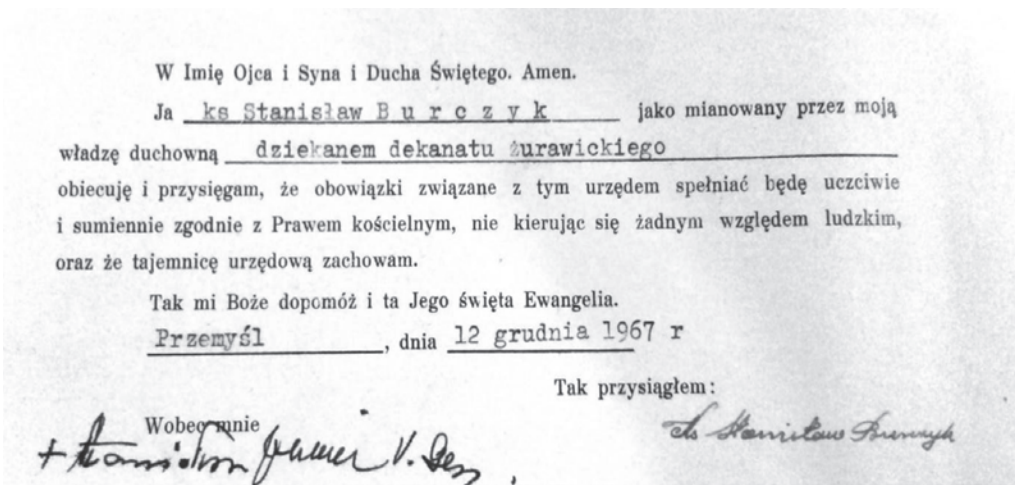 W Imię Ojca i Syna i Ducha Świętego. Amen.
Ja ks Stanisław B u r c z y k jako mianowany przez moją
władzę duchowną dziekanem dekanatu żurawickiego
obiecuję i przysięgam, że obowiązki związane z tym urzędem spełniać będę uczciwie
i sumiennie zgodnie z Prawem kościelnym, nie kierując się żadnym względem ludzkim,
oraz że tajemnicę urzędową zachowam.
Tak mi Boże dopomóż i ta Jego święta Ewangelia.
Przemyśl, dnia 12 grudnia 1967 r
Tak przysiągłem:
Wobec mnie
ks Stanisław Burczyk
+ Stanisław V. Gen.